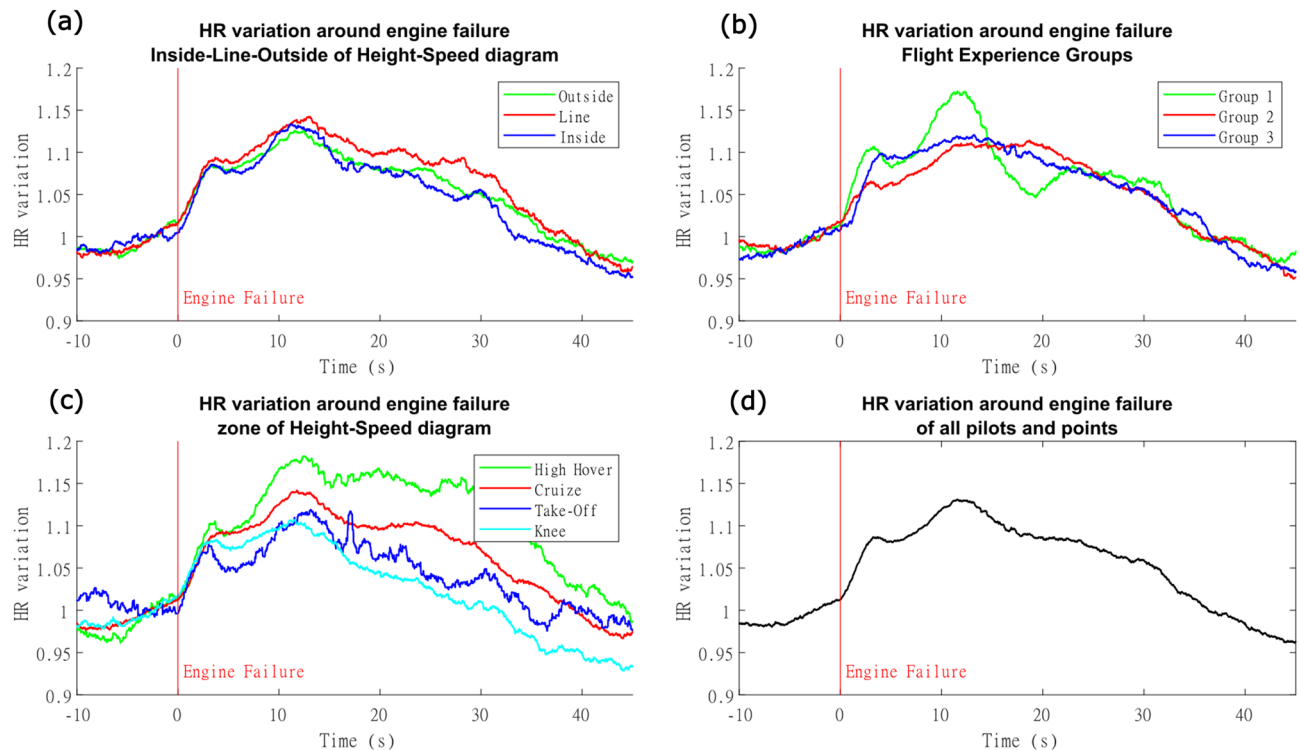 (a)
HR variation around engine failure
Inside-Line-Outside of Height-Speed diagram
1.2
1.15
1.1
1.05
1
0.95
0.9
HR variation
Outside
Line
Inside
Engine Failure
-10
0
10
20
30
40
Time (s)
(b)
HR variation around engine failure
Flight Experience Groups
1.2
1.15
1.1
1.05
1
0.95
0.9
HR variation
Group 1
Group 2
Group 3
Engine Failure
-10
0
10
20
30
40
Time (s)
(c)
HR variation around engine failure
zone of Height-Speed diagram
1.2
1.15
1.1
1.05
1
0.95
0.9
HR variation
High Hover
Cruize
Take-Off
Knee
Engine Failure
-10
0
10
20
30
40
Time (s)
(d)
HR variation around engine failure
of all pilots and points
1.2
1.15
1.1
1.05
1
0.95
0.9
HR variation
Engine Failure
-10
0
10
20
30
40
Time (s)